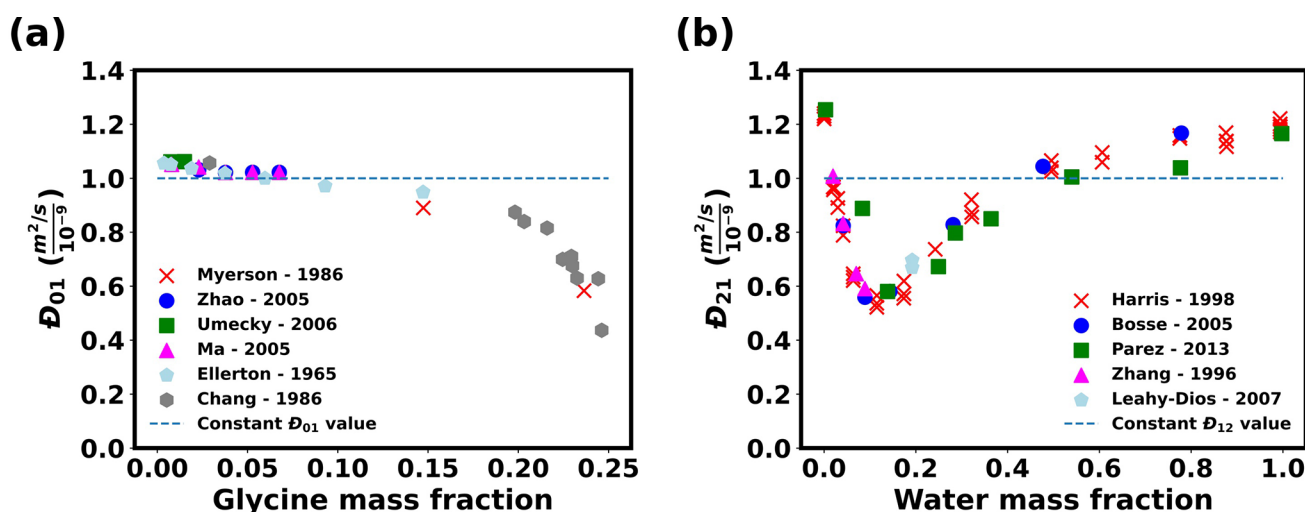 (a)
1.4
1.2
1.0
0.8
0.6
0.4
0.2
0.0
Đ01 (m²/s / 10⁻⁹)
Myerson - 1986
Zhao - 2005
Umecky - 2006
Ma - 2005
Ellerton - 1965
Chang - 1986
Constant Đ01 value
0.00 0.05 0.10 0.15 0.20 0.25
Glycine mass fraction
(b)
1.4
1.2
1.0
0.8
0.6
0.4
0.2
0.0
Đ21 (m²/s / 10⁻⁹)
Harris - 1998
Bosse - 2005
Parez - 2013
Zhang - 1996
Leahy-Dios - 2007
Constant Đ12 value
0.0 0.2 0.4 0.6 0.8 1.0
Water mass fraction